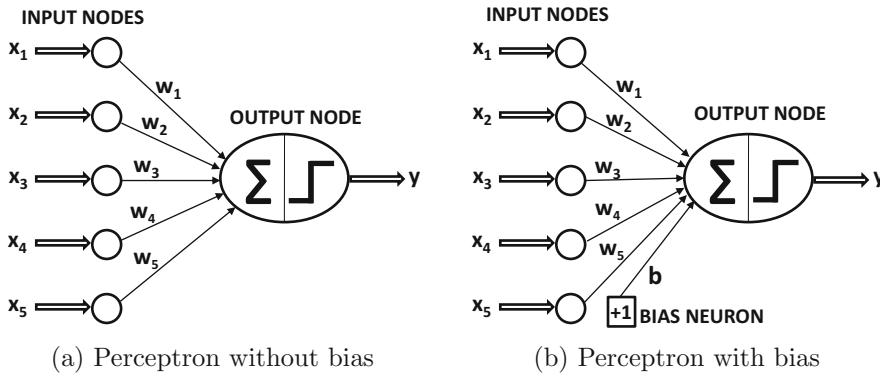 INPUT NODES
x1
w1
x2
w2
OUTPUT NODE
x3
w3
Σ
y
w4
x4
w5
x5
(a) Perceptron without bias
INPUT NODES
x1
w1
x2
w2
OUTPUT NODE
x3
w3
Σ
y
w4
x4
w5
b
x5
+1 BIAS NEURON
(b) Perceptron with bias